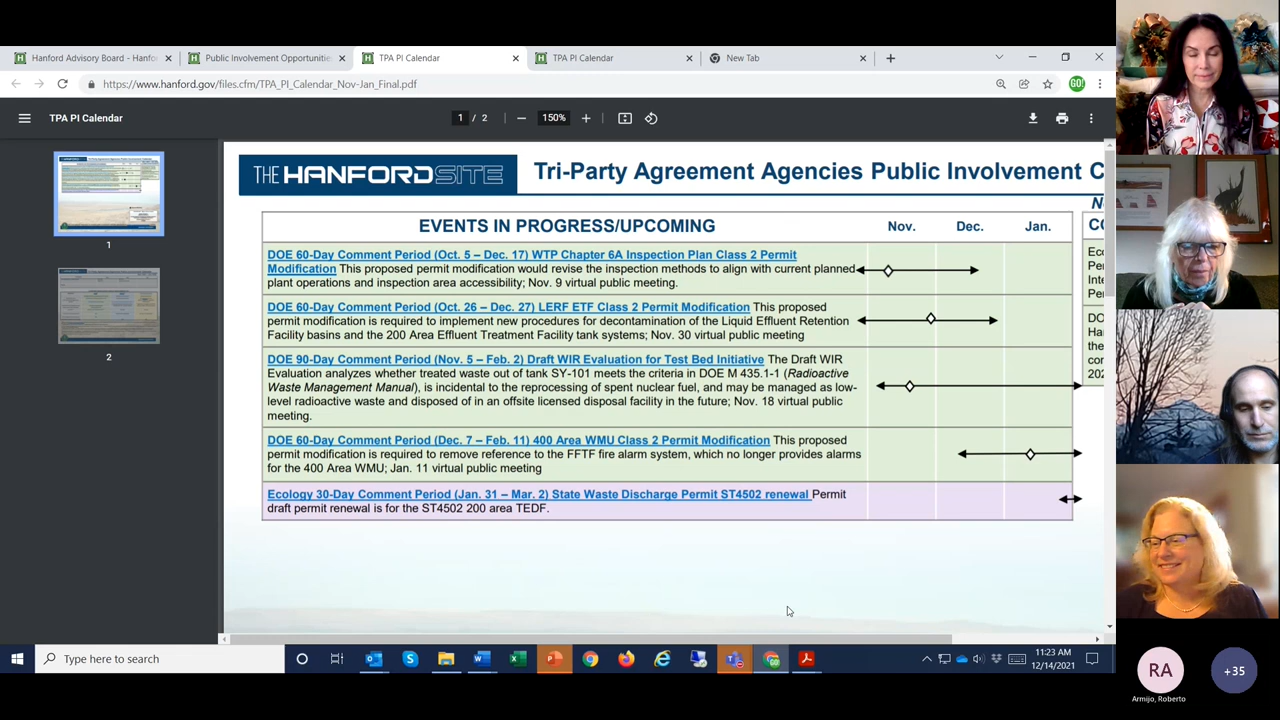 Hanford Advisory Board - Hanfo
Public Involvement Opportunitie
TPA PI Calendar
TPA PI Calendar
New Tab
https://www.hanford.gov/files.cfm/TPA_PI_Calendar_Nov-Jan_Final.pdf
GO!
TPA PI Calendar
1 / 2
150%
1
2
THE HANFORDSITE
Tri-Party Agreement Agencies Public Involvement C
N
EVENTS IN PROGRESS/UPCOMING
Nov.
Dec.
Jan.
CO
DOE 60-Day Comment Period (Oct. 5 – Dec. 17) WTP Chapter 6A Inspection Plan Class 2 Permit
Modification This proposed permit modification would revise the inspection methods to align with current planned
plant operations and inspection area accessibility; Nov. 9 virtual public meeting.
DOE 60-Day Comment Period (Oct. 26 – Dec. 27) LERF ETF Class 2 Permit Modification This proposed
permit modification is required to implement new procedures for decontamination of the Liquid Effluent Retention
Facility basins and the 200 Area Effluent Treatment Facility tank systems; Nov. 30 virtual public meeting
DOE 90-Day Comment Period (Nov. 5 – Feb. 2) Draft WIR Evaluation for Test Bed Initiative The Draft WIR
Evaluation analyzes whether treated waste out of tank SY-101 meets the criteria in DOE M 435.1-1 (Radioactive
Waste Management Manual), is incidental to the reprocessing of spent nuclear fuel, and may be managed as low-
level radioactive waste and disposed of in an offsite licensed disposal facility in the future; Nov. 18 virtual public
meeting.
DOE 60-Day Comment Period (Dec. 7 – Feb. 11) 400 Area WMU Class 2 Permit Modification This proposed
permit modification is required to remove reference to the FFTF fire alarm system, which no longer provides alarms
for the 400 Area WMU; Jan. 11 virtual public meeting
Ecology 30-Day Comment Period (Jan. 31 – Mar. 2) State Waste Discharge Permit ST4502 renewal Permit
draft permit renewal is for the ST4502 200 area TEDF.
Eco
Per
Inte
Per
DO
Har
the
con
202
Type here to search
11:23 AM
12/14/2021
RA
Armijo, Roberto
+35